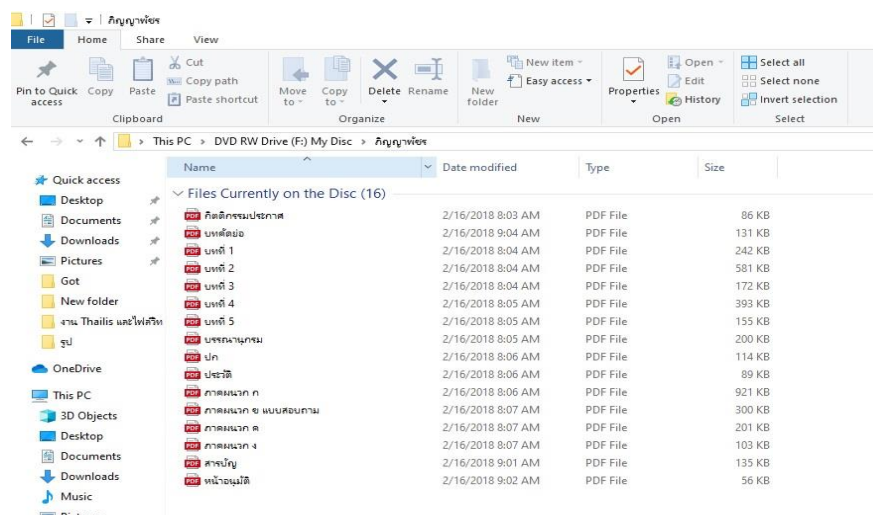 ภิญญาพัชร
File Home Share View
Pin to Quick access
Copy
Paste
Cut
Copy path
Paste shortcut
Clipboard
Move to
Copy to
Delete
Rename
Organize
New folder
New item
Easy access
New
Properties
Open
Edit
History
Open
Select all
Select none
Invert selection
Select
This PC > DVD RW Drive (F:) My Disc > ภิญญาพัชร
Quick access
Desktop
Documents
Downloads
Pictures
Got
New folder
งาน Thailis และไฟล์วิท
รูป
OneDrive
This PC
3D Objects
Desktop
Documents
Downloads
Music
Name Date modified Type Size
Files Currently on the Disc (16)
กิตติกรรมประกาศ 2/16/2018 8:03 AM PDF File 86 KB
บทคัดย่อ 2/16/2018 9:04 AM PDF File 131 KB
บทที่ 1 2/16/2018 8:04 AM PDF File 242 KB
บทที่ 2 2/16/2018 8:04 AM PDF File 581 KB
บทที่ 3 2/16/2018 8:04 AM PDF File 172 KB
บทที่ 4 2/16/2018 8:05 AM PDF File 393 KB
บทที่ 5 2/16/2018 8:05 AM PDF File 155 KB
บรรณานุกรม 2/16/2018 8:05 AM PDF File 200 KB
ปก 2/16/2018 8:06 AM PDF File 114 KB
ประวัติ 2/16/2018 8:06 AM PDF File 89 KB
ภาคผนวก ก 2/16/2018 8:06 AM PDF File 921 KB
ภาคผนวก ข แบบสอบถาม 2/16/2018 8:07 AM PDF File 300 KB
ภาคผนวก ค 2/16/2018 8:07 AM PDF File 201 KB
ภาคผนวก ง 2/16/2018 8:07 AM PDF File 103 KB
สารบัญ 2/16/2018 9:01 AM PDF File 135 KB
หน้าอนุมัติ 2/16/2018 9:02 AM PDF File 56 KB